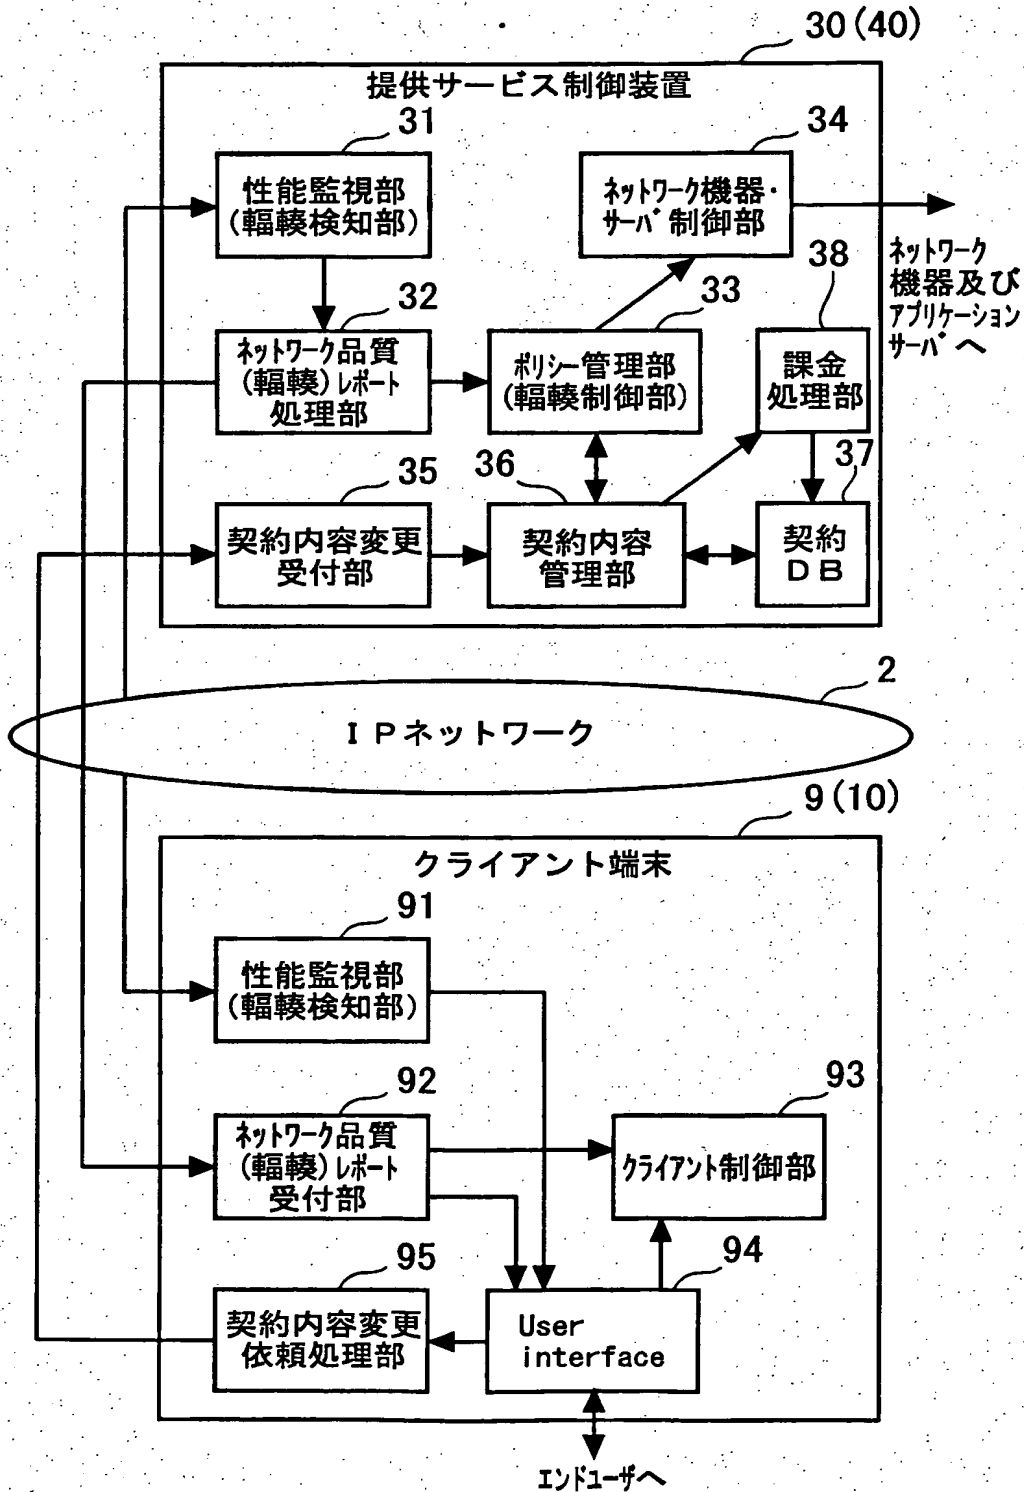 30(40)
提供サービス制御装置
31
性能監視部
(輻輳検知部)
34
ネットワーク機器・
サーバ制御部
ネットワーク
機器及び
アプリケーション
サーバへ
32
ネットワーク品質
(輻輳)レポート
処理部
33
ポリシー管理部
(輻輳制御部)
38
課金
処理部
35
契約内容変更
受付部
36
契約内容
管理部
37
契約
DB
2
IPネットワーク
9(10)
クライアント端末
91
性能監視部
(輻輳検知部)
92
ネットワーク品質
(輻輳)レポート
受付部
93
クライアント制御部
95
契約内容変更
依頼処理部
94
User
interface
エンドユーザへ